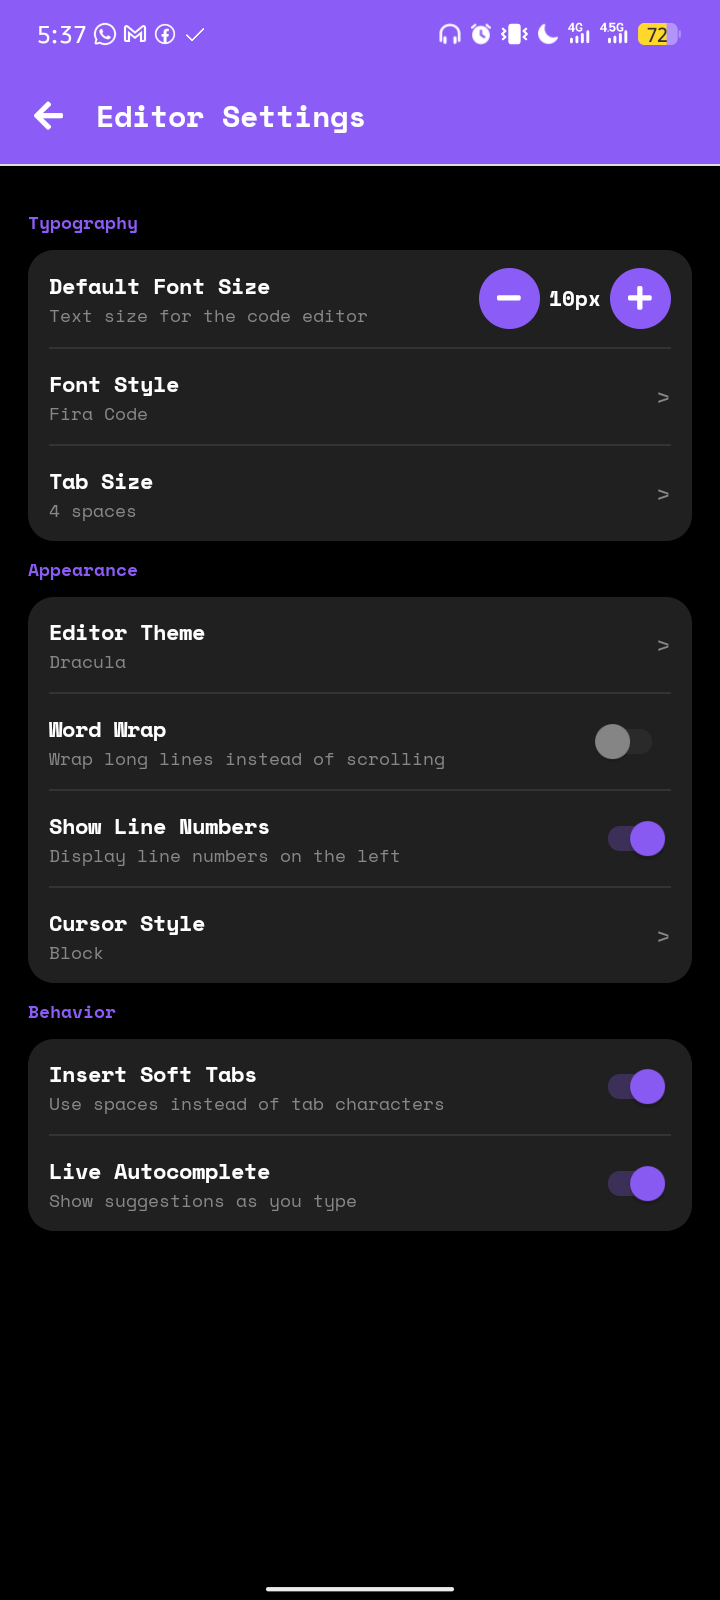 5:37 4G 4.5G 72
Editor Settings
Typography
Default Font Size
Text size for the code editor
10px
Font Style
Fira Code
>
Tab Size
4 spaces
>
Appearance
Editor Theme
Dracula
>
Word Wrap
Wrap long lines instead of scrolling
Show Line Numbers
Display line numbers on the left
Cursor Style
Block
>
Behavior
Insert Soft Tabs
Use spaces instead of tab characters
Live Autocomplete
Show suggestions as you type